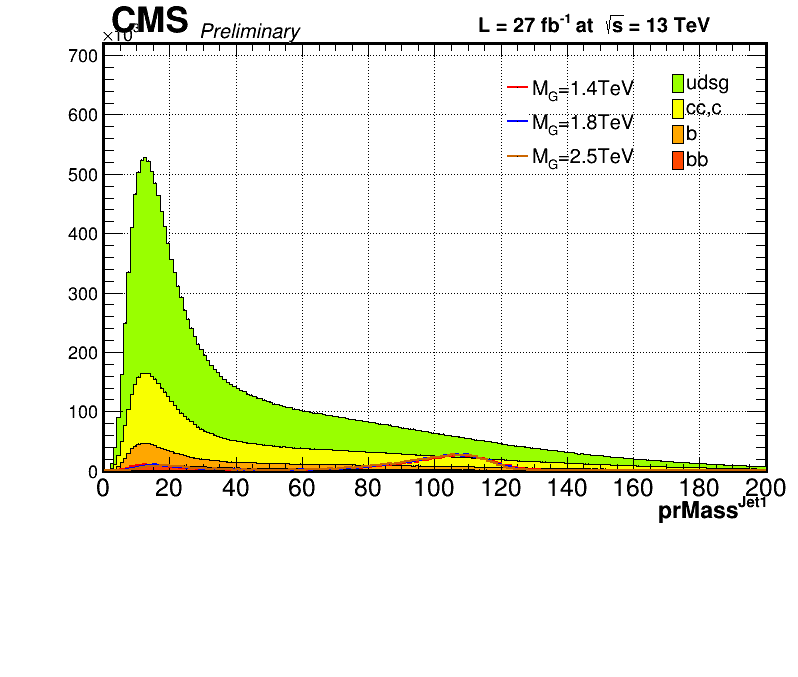 CMS Preliminary L = 27 fb⁻¹ at √s = 13 TeV
×10³
700
600
500
400
300
200
100
0
M_G=1.4TeV
M_G=1.8TeV
M_G=2.5TeV
udsg
cc,c
b
bb
0 20 40 60 80 100 120 140 160 180 200
prMass^Jet1